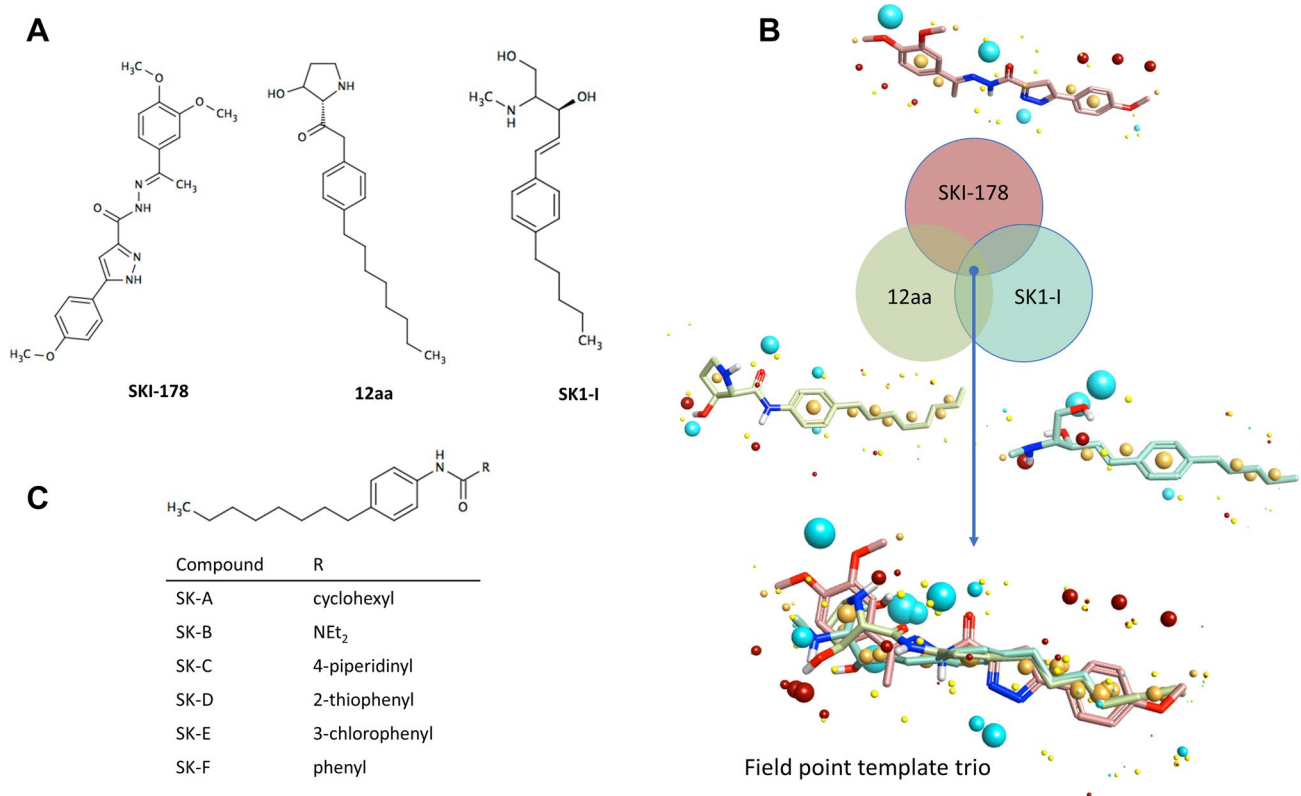 A
H₃C
O
O
CH₃
N
CH₃
O
NH
N
NH
H₃C
O
SKI-178
NH
HO
O
CH₃
12aa
HO
H₃C
N
H
OH
CH₃
SK1-I
B
SKI-178
12aa
SK1-I
Field point template trio
C
H
N
R
H₃C
O
Compound R
SK-A cyclohexyl
SK-B NEt₂
SK-C 4-piperidinyl
SK-D 2-thiophenyl
SK-E 3-chlorophenyl
SK-F phenyl